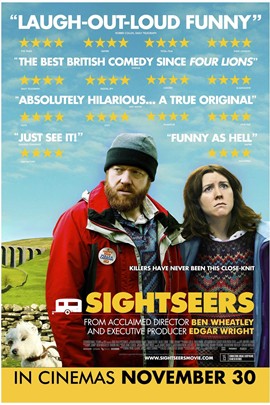 "LAUGH-OUT-LOUD FUNNY"
"THE BEST BRITISH COMEDY SINCE FOUR LIONS"
"ABSOLUTELY HILARIOUS... A TRUE ORIGINAL"
"JUST SEE IT!"
"FUNNY AS HELL"
KILLERS HAVE NEVER BEEN THIS CLOSE-KNIT
SIGHTSEERS
FROM ACCLAIMED DIRECTOR BEN WHEATLEY
AND EXECUTIVE PRODUCER EDGAR WRIGHT
WWW.SIGHTSEERSMOVIE.COM
IN CINEMAS NOVEMBER 30